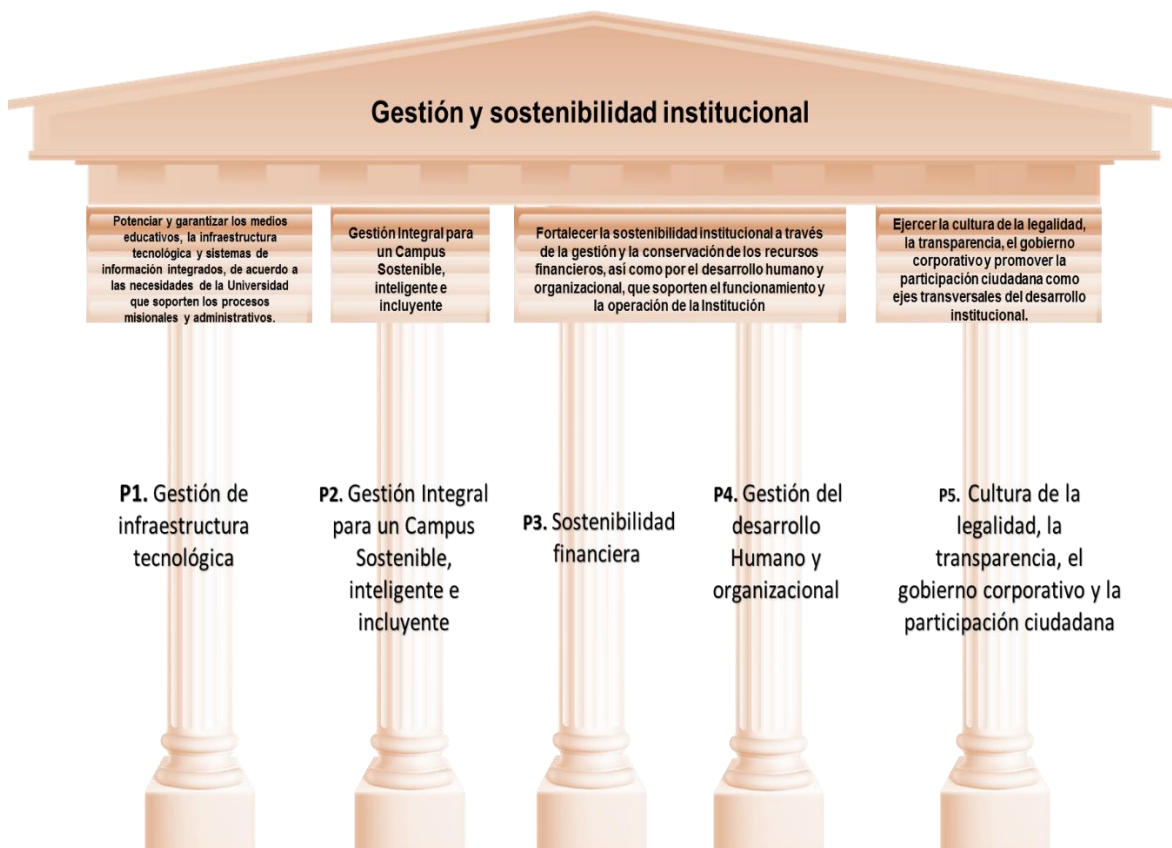 Gestión y sostenibilidad institucional
Potenciar y garantizar los medios
educativos, la infraestructura
tecnológica y sistemas de
información integrados, de acuerdo a
las necesidades de la Universidad
que soporten los procesos
misionales y administrativos.
Gestión Integral para
un Campus
Sostenible,
inteligente e
incluyente
Fortalecer la sostenibilidad institucional a través
de la gestión y la conservación de los recursos
financieros, así como por el desarrollo humano y
organizacional, que soporten el funcionamiento y
la operación de la Institución
Ejercer la cultura de la legalidad,
la transparencia, el gobierno
corporativo y promover la
participación ciudadana como
ejes transversales del desarrollo
institucional.
P1. Gestión de
infraestructura
tecnológica
P2. Gestión Integral
para un Campus
Sostenible,
inteligente e
incluyente
P3. Sostenibilidad
financiera
P4. Gestión del
desarrollo
Humano y
organizacional
P5. Cultura de la
legalidad, la
transparencia, el
gobierno corporativo y la
participación ciudadana